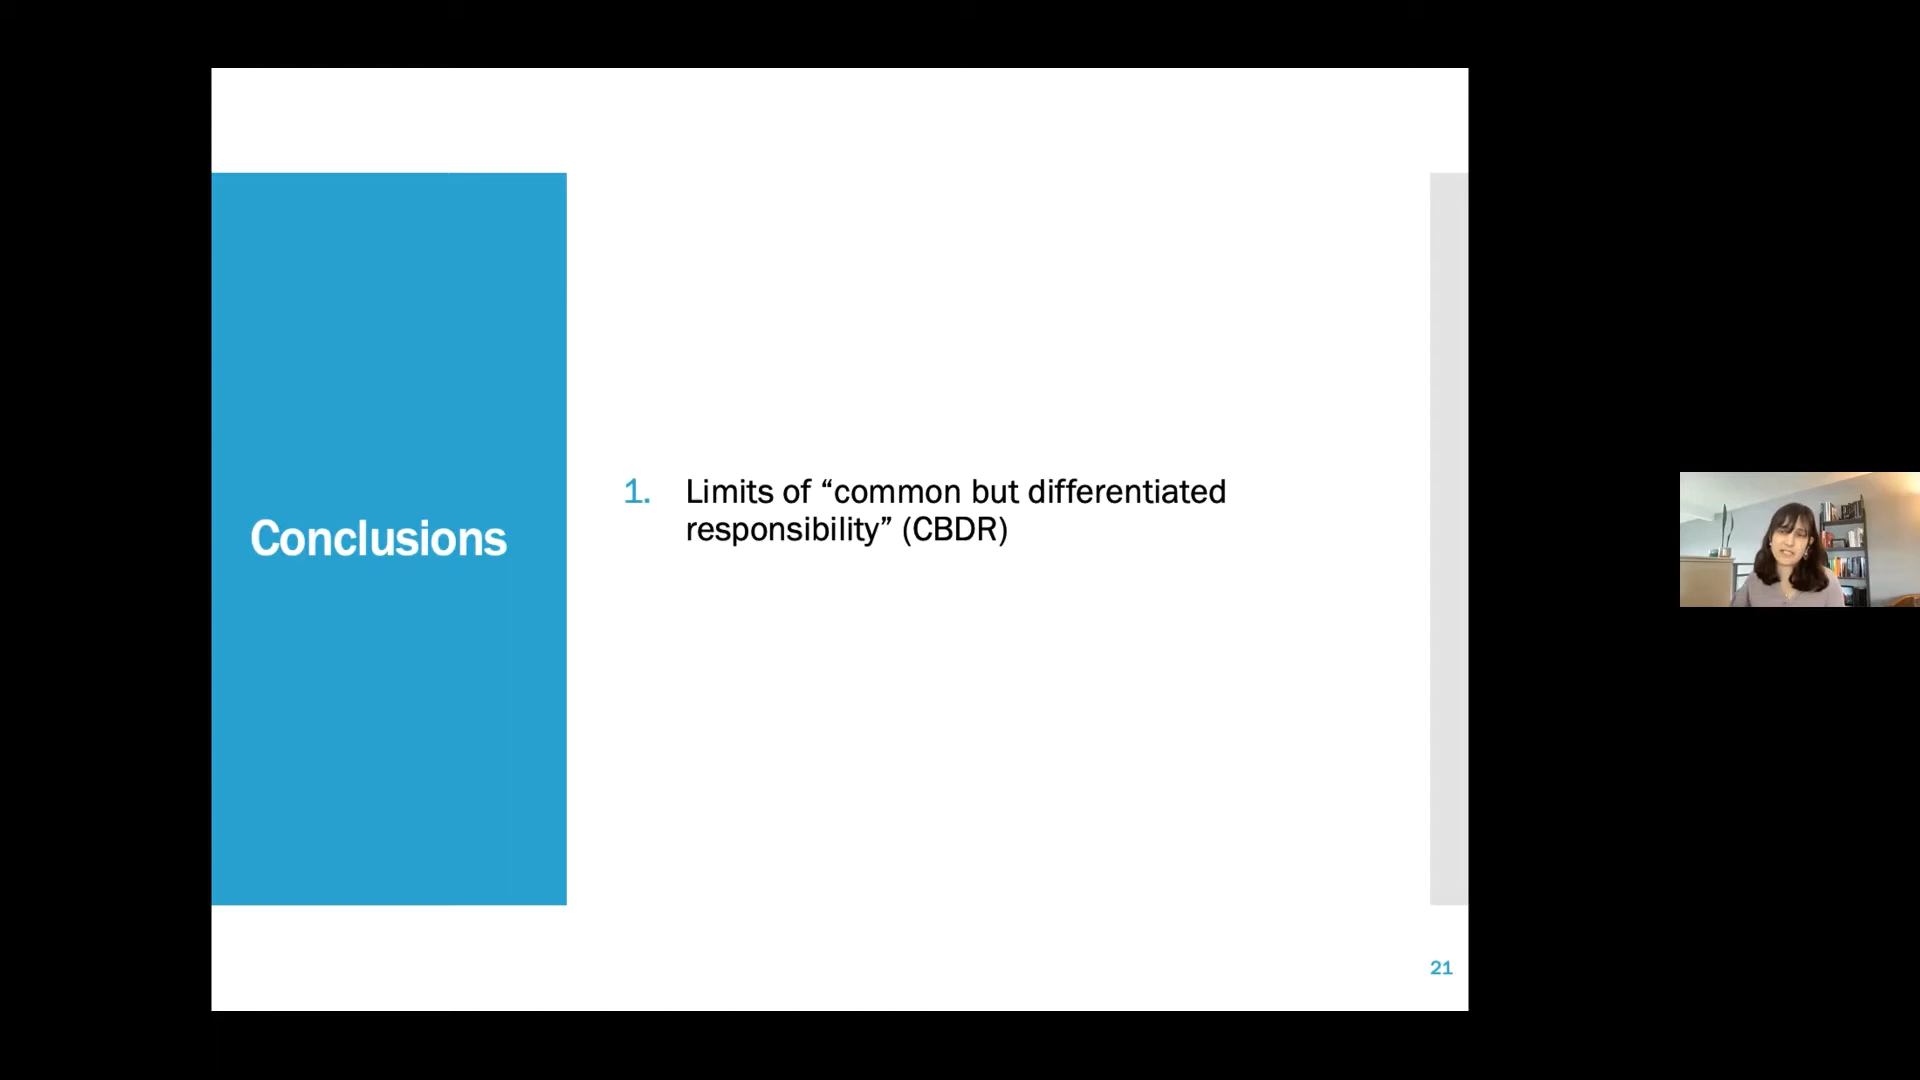 Conclusions
1. Limits of “common but differentiated
responsibility” (CBDR)
21